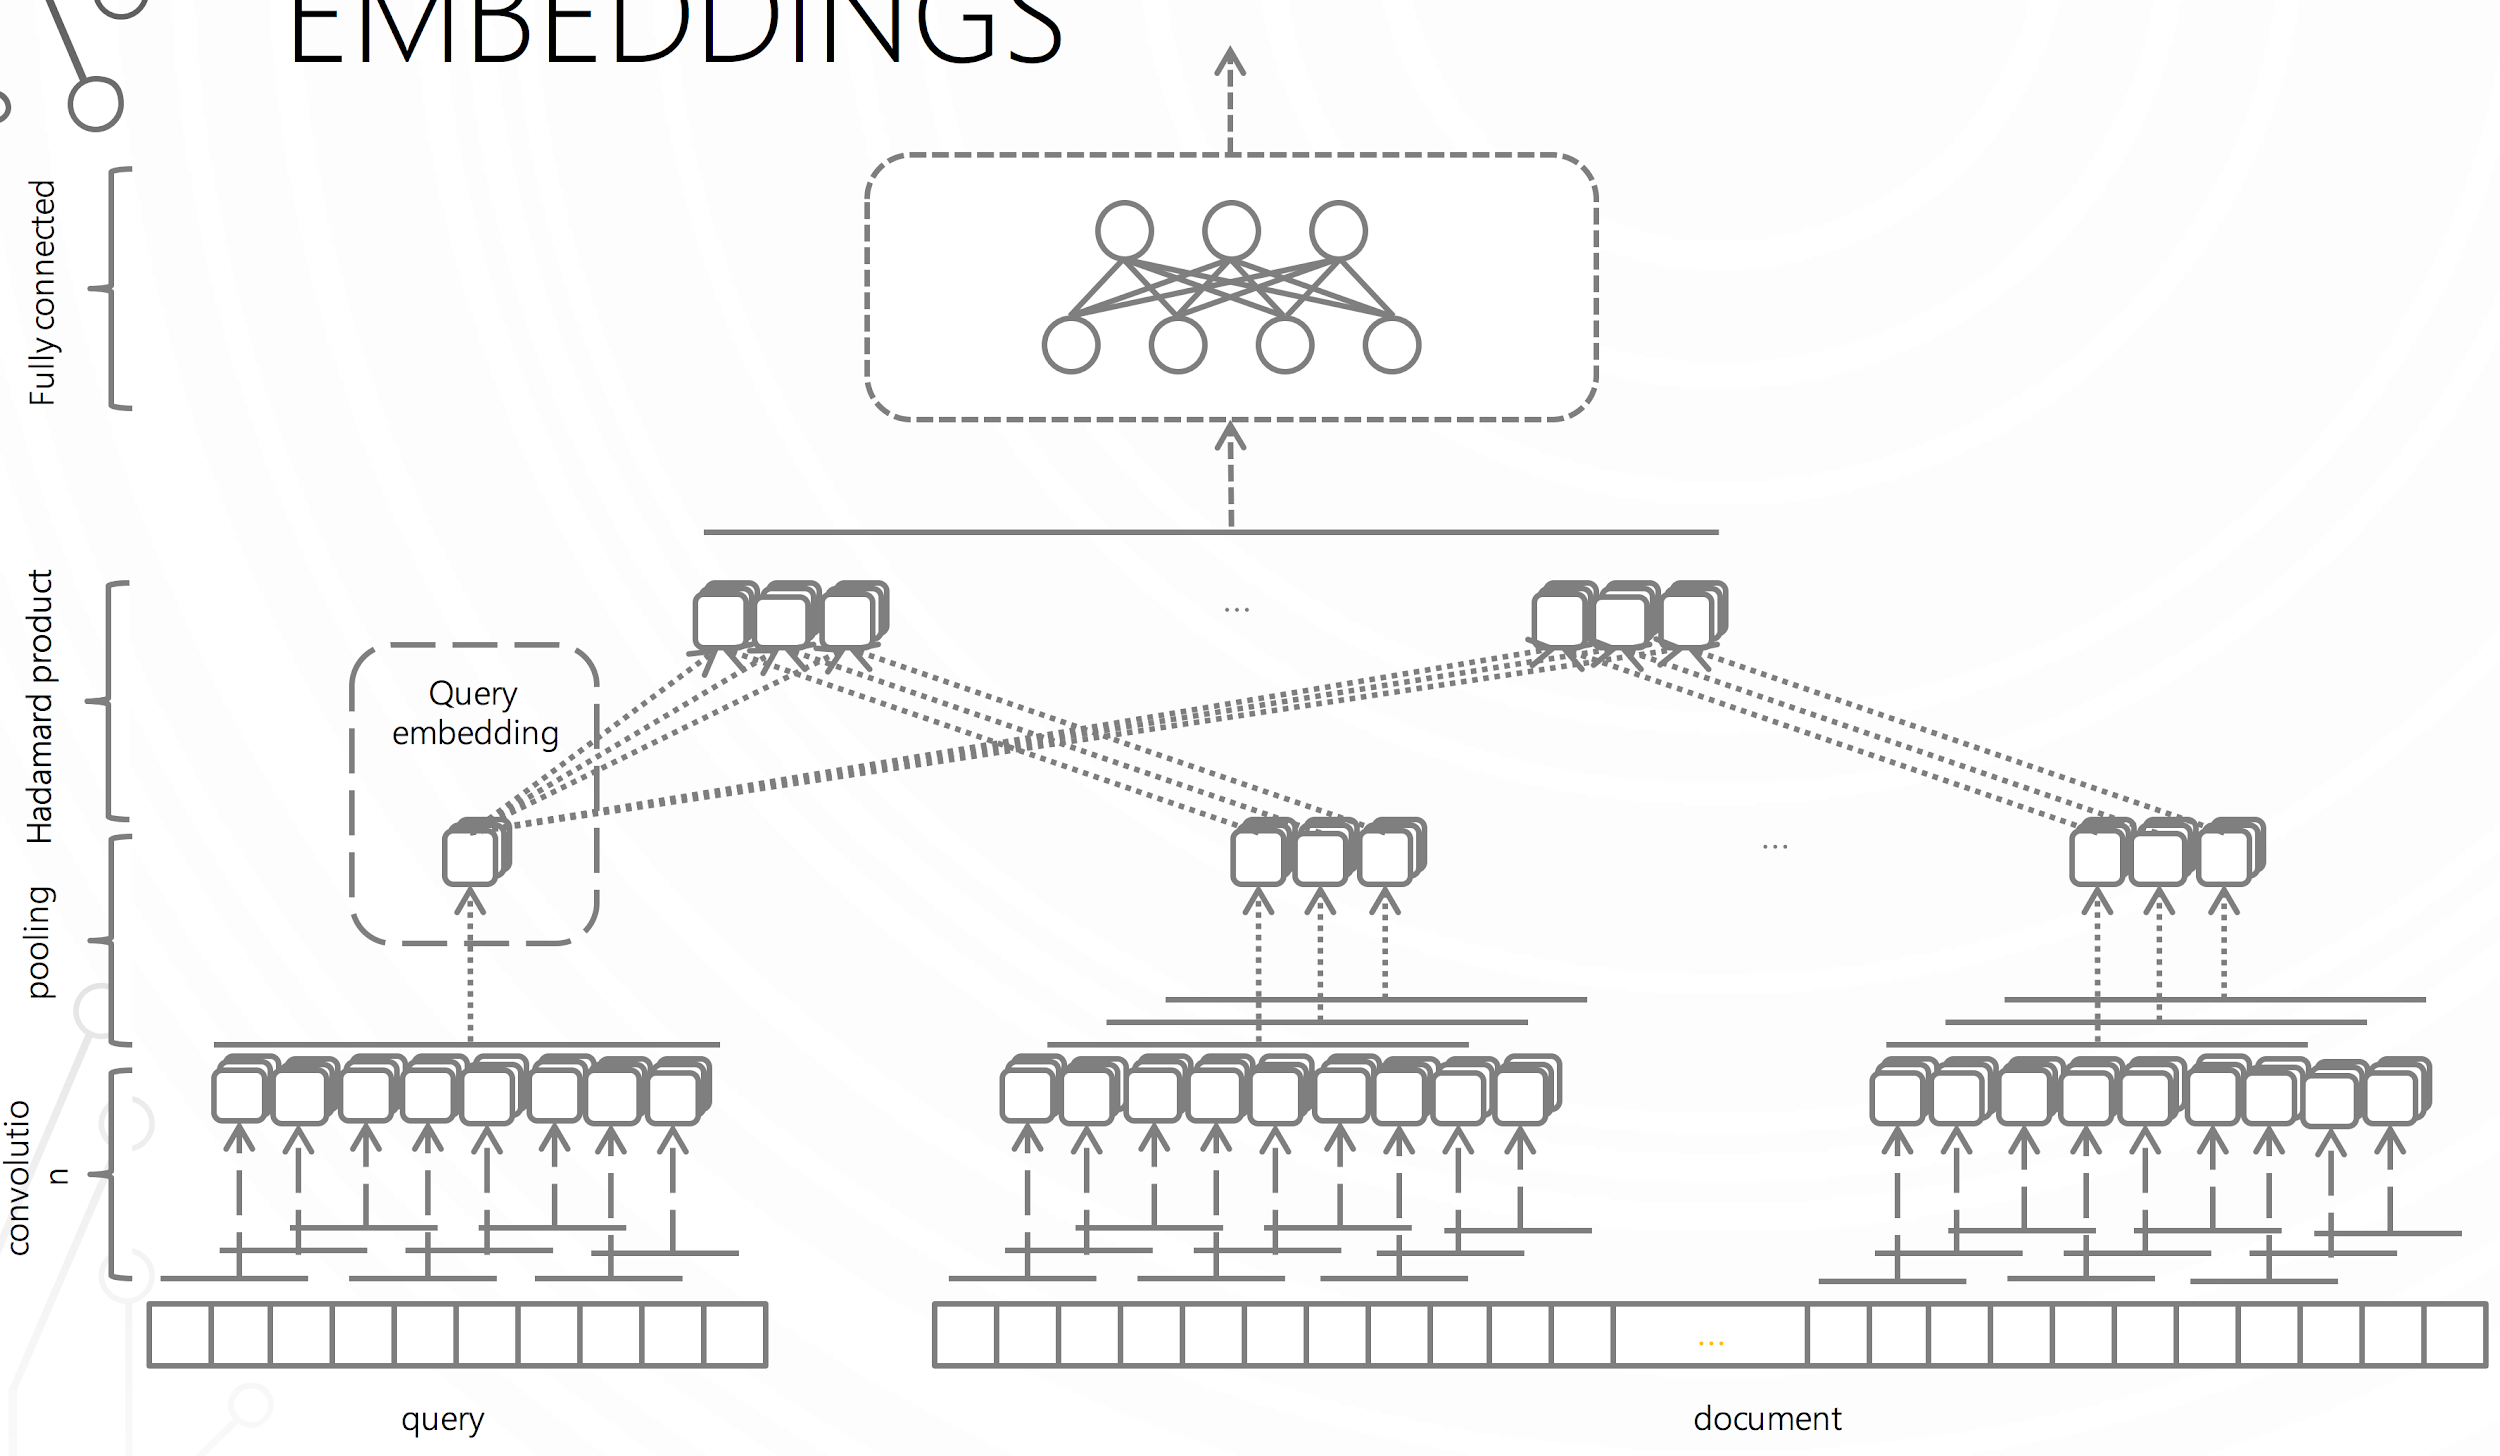 EMBEDDINGS
Fully connected
Hadamard product
Query
embedding
...
pooling
...
convolutio
n
...
query
document